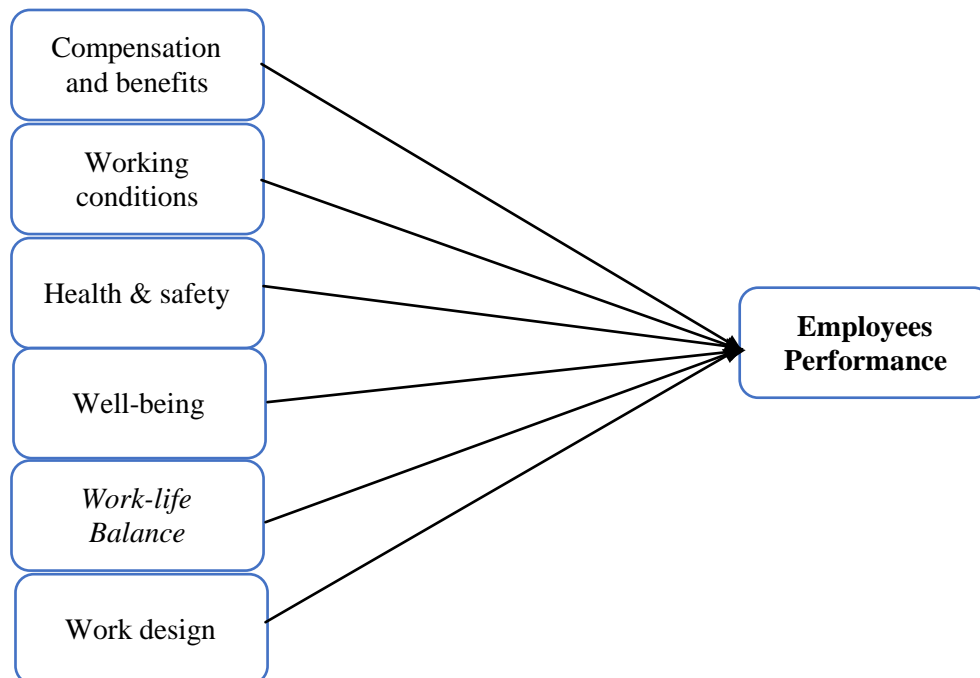 Compensation
and benefits
Working
conditions
Health & safety
Well-being
Work-life
Balance
Work design
Employees
Performance